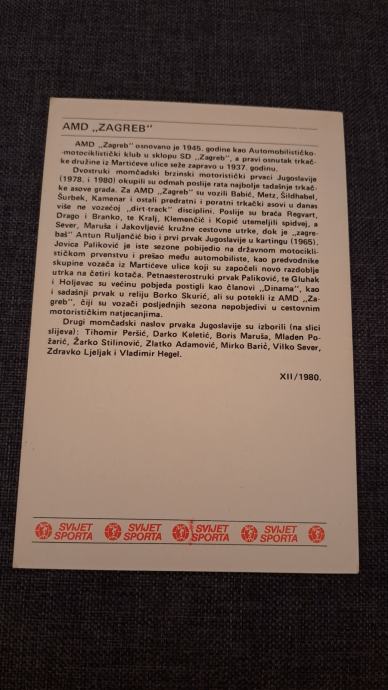 AMD „ZAGREB"
AMD „Zagreb" osnovano je 1945. godine kao Automobilističko-
-motociklistički klub u sklopu SD „Zagreb", a pravi osnutak trkač-
ke družine iz Martićeve ulice seže zapravo u 1937. godinu.
Dvostruki momčadski brzinski motoristički prvaci Jugoslavije
(1978. i 1980) okupili su odmah poslije rata najbolje tadašnje trkač-
ke asove grada. Za AMD „Zagreb" su vozili Babić, Metz, Šildhabel,
Šurbek, Kamenar i ostali predratni i poratni trkački asovi u danas
više ne vozećoj „dirt-track" disciplini. Poslije su braća Regvart,
Drago i Branko, te Kralj, Klemenčić i Kopić utemeljili spidvej, a
Sever, Maruša i Jakovljević kružne cestovne utrke, dok je „zagre-
baš" Antun Ruljančić bio i prvi prvak Jugoslavije u kartingu (1965).
Jovica Paliković je iste sezone pobijedio na državnom motocikli-
stičkom prvenstvu i prešao među automobiliste, kao predvodnike
skupine vozača iz Martićeve ulice koji su započeli novo razdoblje
utrka na četiri kotača. Petnaesterostruki prvak Paliković, te Gluhak
i Holjevac su većinu pobjeda postigli kao članovi „Dinama", kao
i sadašnji prvak u reliju Borko Skurić, ali su potekli iz AMD „Za-
greb", čiji su vozači posljednjih sezona nepobjedivi u cestovnim
motorističkim natjecanjima.
Drugi momčadski naslov prvaka Jugoslavije su izborili (na slici
slijeva): Tihomir Peršić, Darko Keletić, Boris Maruša, Mladen Po-
žarić, Žarko Stilinović, Zlatko Adamović, Mirko Barić, Vilko Sever,
Zdravko Ljeljak i Vladimir Hegel.
XII/1980.
SVIJET SPORTA SVIJET SPORTA SVIJET SPORTA SVIJET SPORTA SVIJET SPORTA